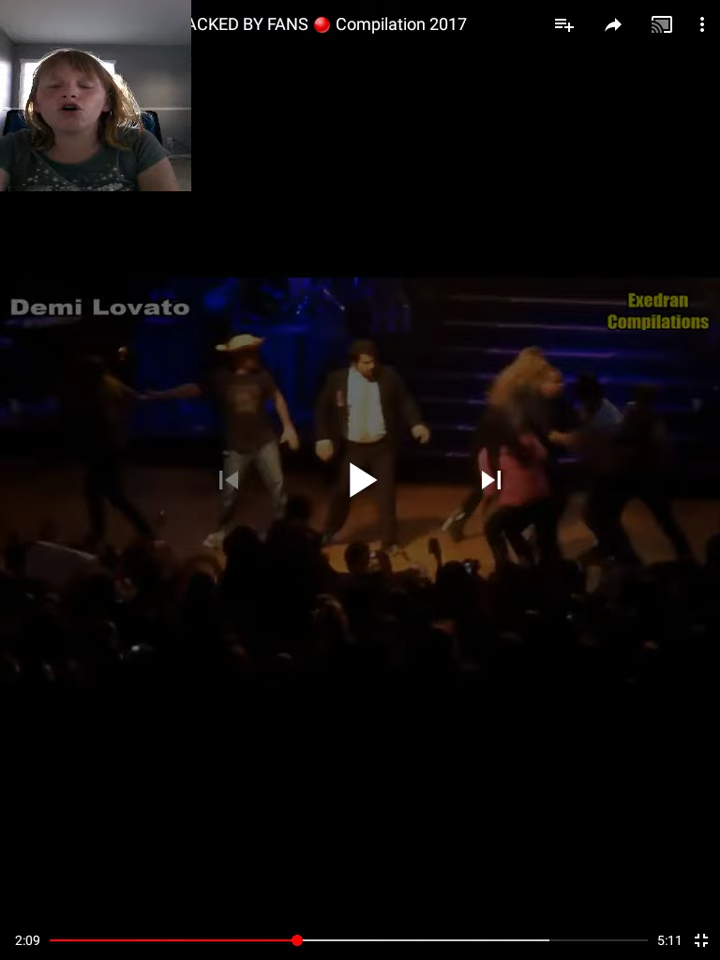 ACKED BY FANS 🔴 Compilation 2017
Demi Lovato
Exedran
Compilations
2:09
5:11